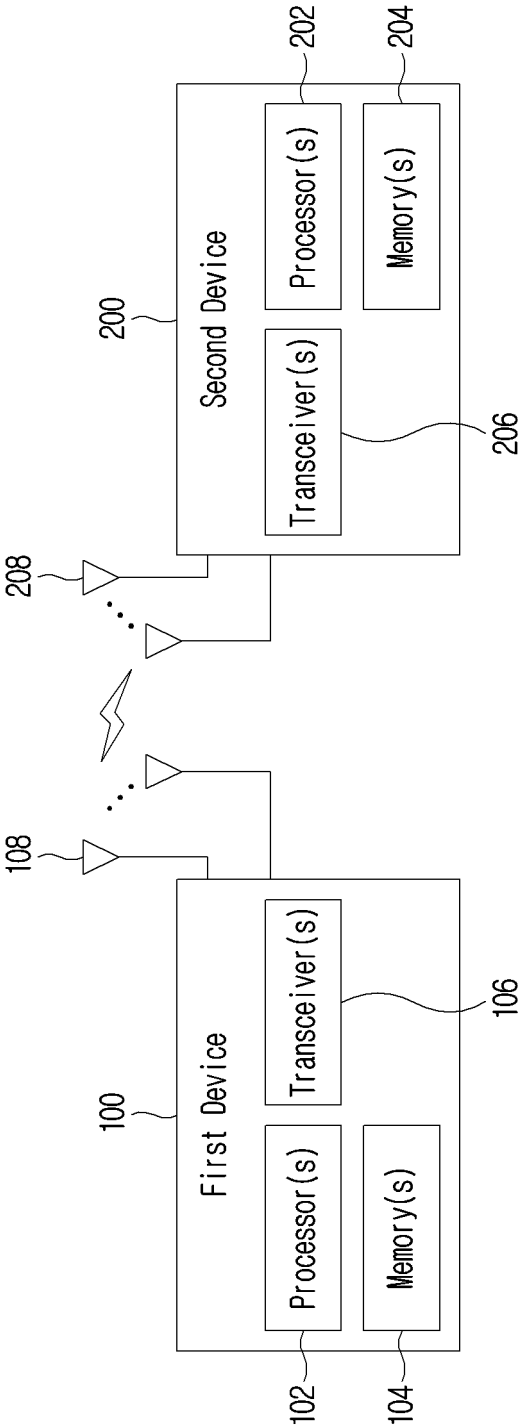 108
208
100
200
First Device
Second Device
102
Processor(s)
Transceiver(s)
Transceiver(s)
Processor(s)
202
104
Memory(s)
Memory(s)
204
106
206